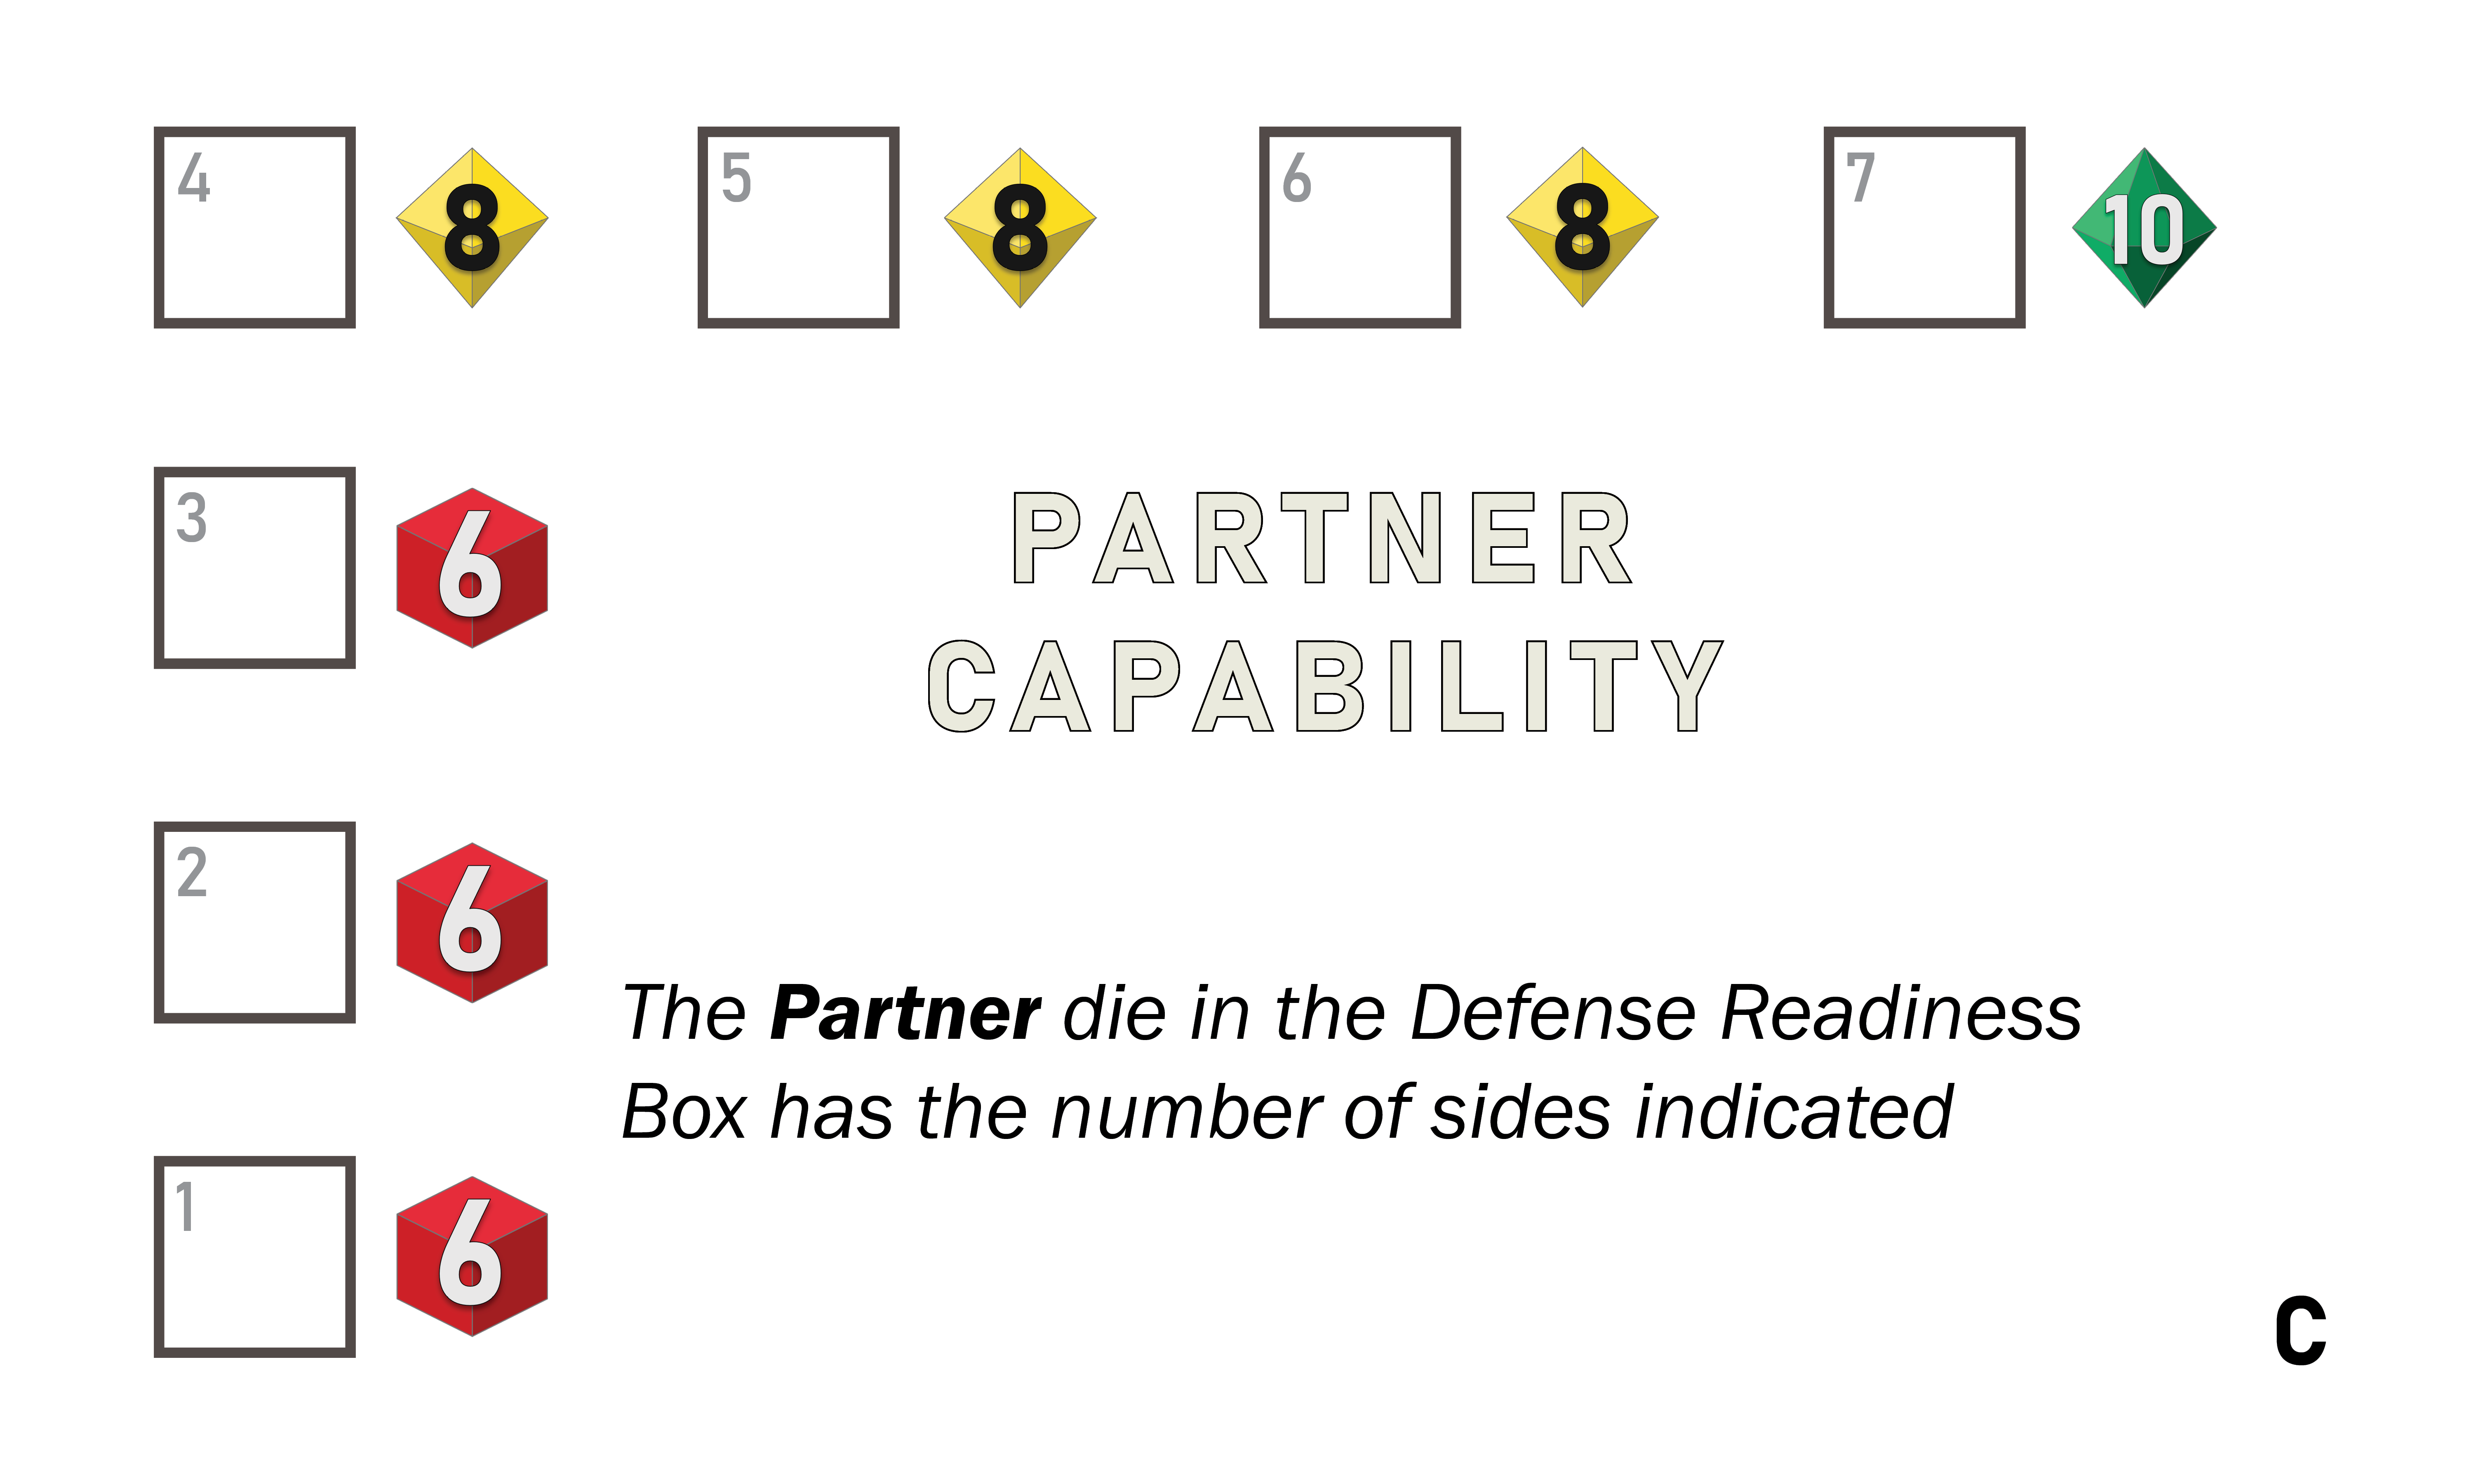 4 8 5 8 6 8 7 10
3 6
PARTNER
CAPABILITY
2 6
The Partner die in the Defense Readiness
Box has the number of sides indicated
1 6
C